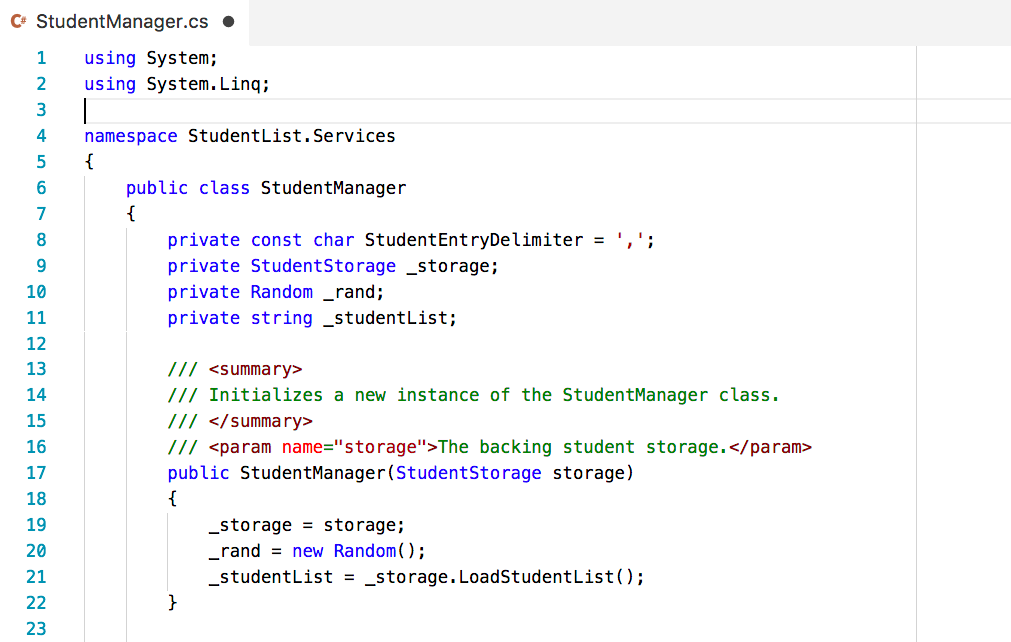 C# StudentManager.cs ●
1 using System;
2 using System.Linq;
3
4 namespace StudentList.Services
5 {
6     public class StudentManager
7     {
8         private const char StudentEntryDelimiter = ',';
9         private StudentStorage _storage;
10         private Random _rand;
11         private string _studentList;
12
13         /// <summary>
14         /// Initializes a new instance of the StudentManager class.
15         /// </summary>
16         /// <param name="storage">The backing student storage.</param>
17         public StudentManager(StudentStorage storage)
18         {
19             _storage = storage;
20             _rand = new Random();
21             _studentList = _storage.LoadStudentList();
22         }
23